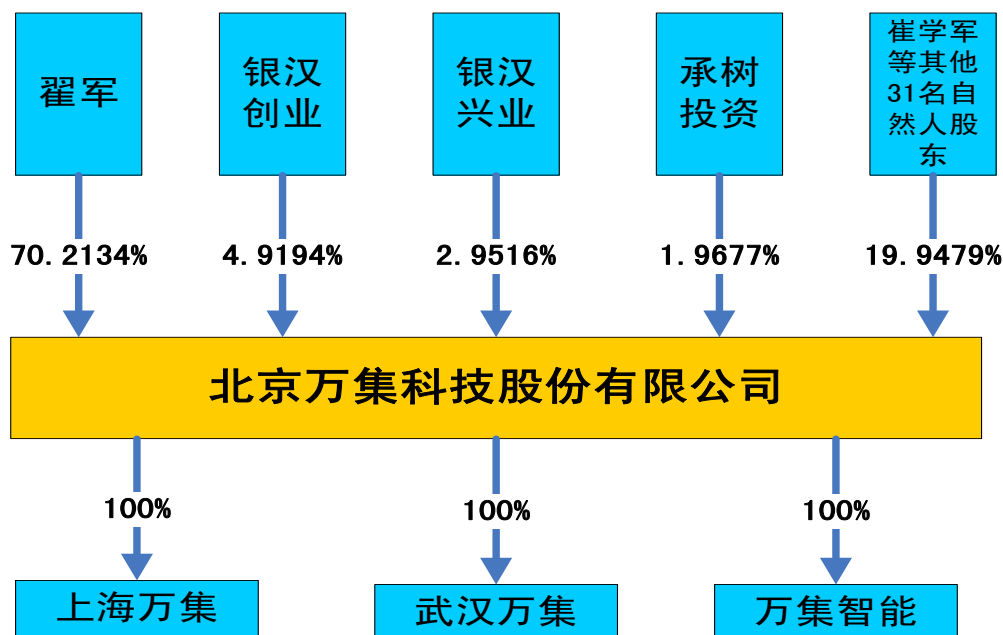 翟军
银汉
创业
银汉
兴业
承树
投资
崔学军
等其他
31名自
然人股
东
70.2134%
4.9194%
2.9516%
1.9677%
19.9479%
北京万集科技股份有限公司
100%
100%
100%
上海万集
武汉万集
万集智能